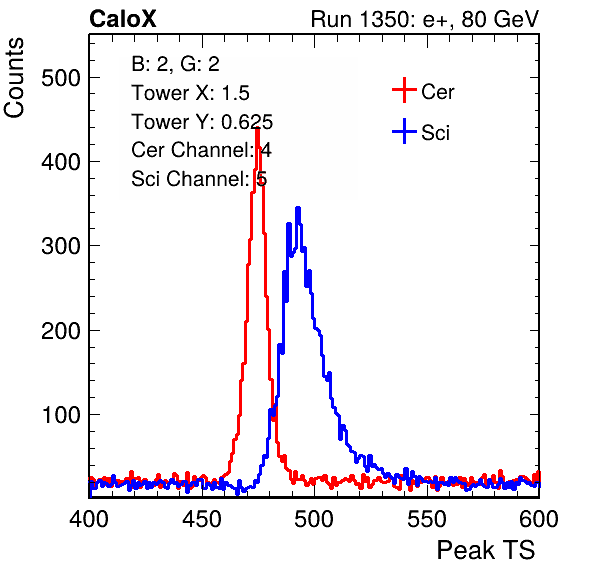 CaloX
Run 1350: e+, 80 GeV
Counts
B: 2, G: 2
Tower X: 1.5
Tower Y: 0.625
Cer Channel: 4
Sci Channel: 5
Cer
Sci
500
400
300
200
100
400
450
500
550
600
Peak TS